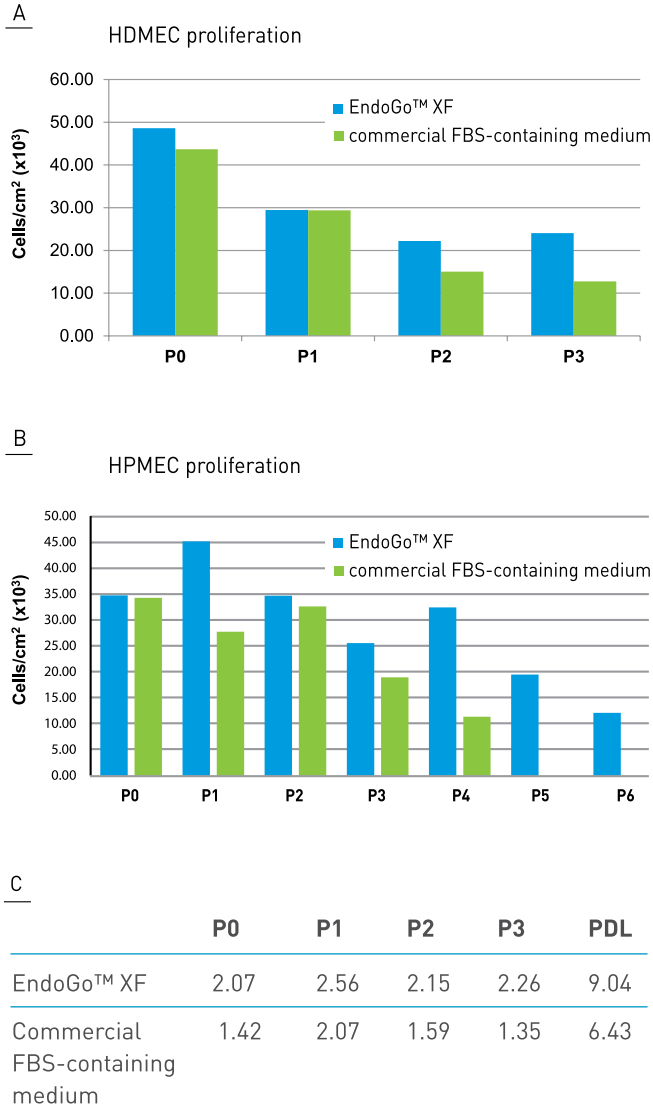 A
HDMEC proliferation
60.00
50.00
40.00
30.00
20.00
10.00
0.00
Cells/cm² (x10³)
EndoGo™ XF
commercial FBS-containing medium
P0 P1 P2 P3
B
HPMEC proliferation
50.00
45.00
40.00
35.00
30.00
25.00
20.00
15.00
10.00
5.00
0.00
Cells/cm² (x10³)
EndoGo™ XF
commercial FBS-containing medium
P0 P1 P2 P3 P4 P5 P6
C
P0 P1 P2 P3 PDL
EndoGo™ XF 2.07 2.56 2.15 2.26 9.04
Commercial 1.42 2.07 1.59 1.35 6.43
FBS-containing
medium